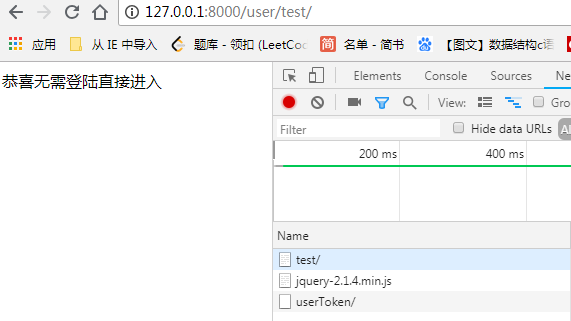 127.0.0.1:8000/user/test/
应用 从 IE 中导入 题库 - 领扣 (LeetCoc 简 名单 - 简书 【图文】数据结构c语
恭喜无需登陆直接进入
Elements Console Sources Ne
View: Gro
Filter Hide data URLs Al
200 ms 400 ms
Name
test/
jquery-2.1.4.min.js
userToken/